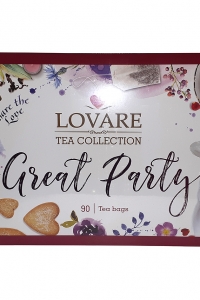 Share the
Love
LOVARE
TEA COLLECTION
Great Party
90 | Tea bags